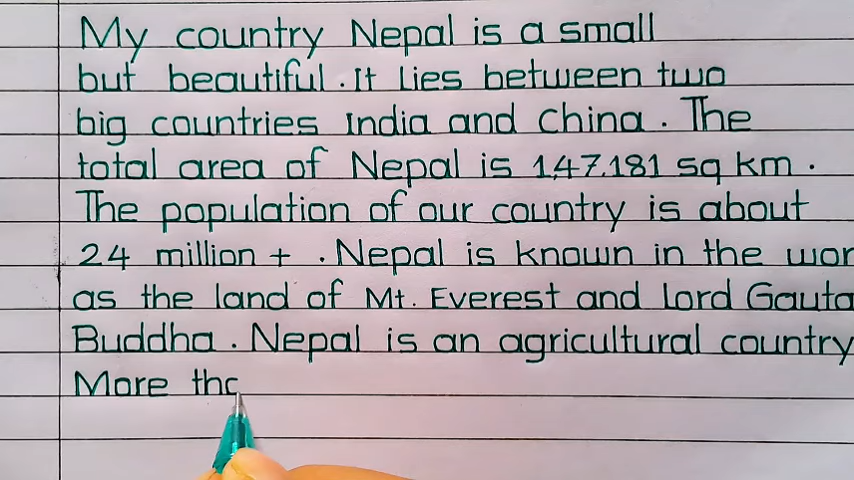 My country Nepal is a small
but beautiful. It lies between two
big countries India and China. The
total area of Nepal is 1,47,181 sq km.
The population of our country is about
24 million +. Nepal is known in the wor
as the land of Mt. Everest and Lord Gauta
Buddha. Nepal is an agricultural country
More tha